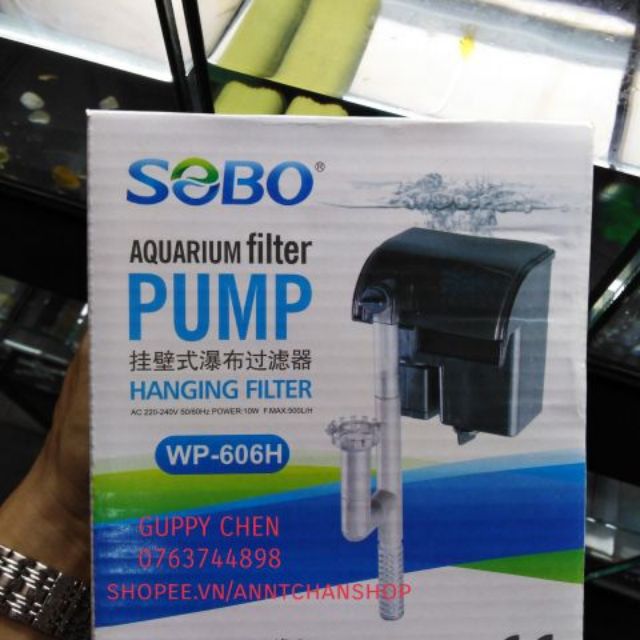 SOBO®
AQUARIUM filter
PUMP
挂壁式瀑布过滤器
HANGING FILTER
AC 220-240V 50/60Hz POWER:10W F.MAX:900L/H
WP-606H
GUPPY CHEN
0763744898
SHOPEE.VN/ANNTCHANSHOP